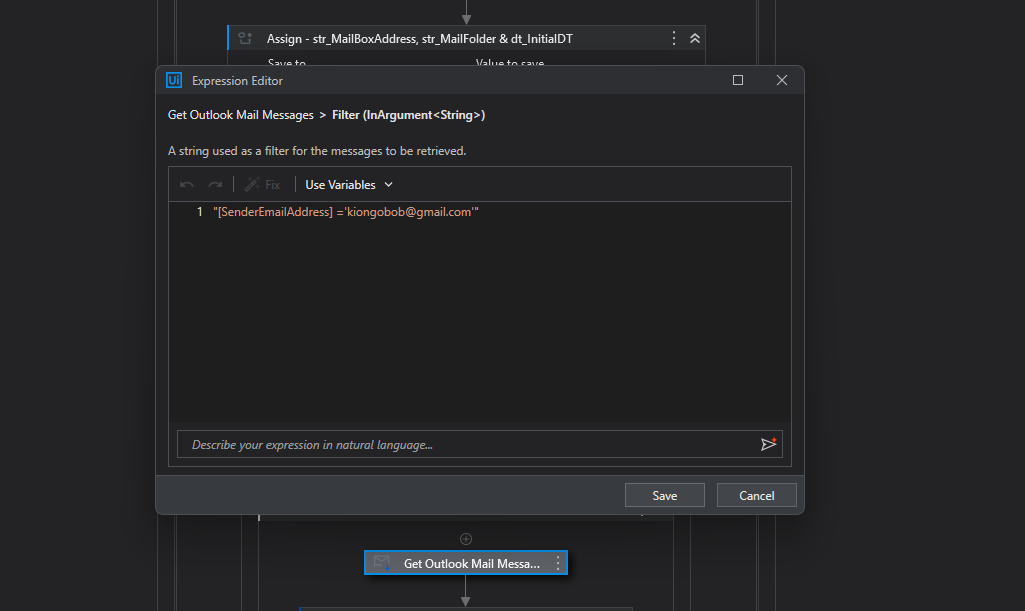 Assign - str_MailBoxAddress, str_MailFolder & dt_InitialDT
Save to
Value to save
Ui
Expression Editor
Get Outlook Mail Messages > Filter (InArgument<String>)
A string used as a filter for the messages to be retrieved.
Fix
Use Variables
1 "[SenderEmailAddress] ='kiongobob@gmail.com'"
Describe your expression in natural language...
Save
Cancel
Get Outlook Mail Messa...